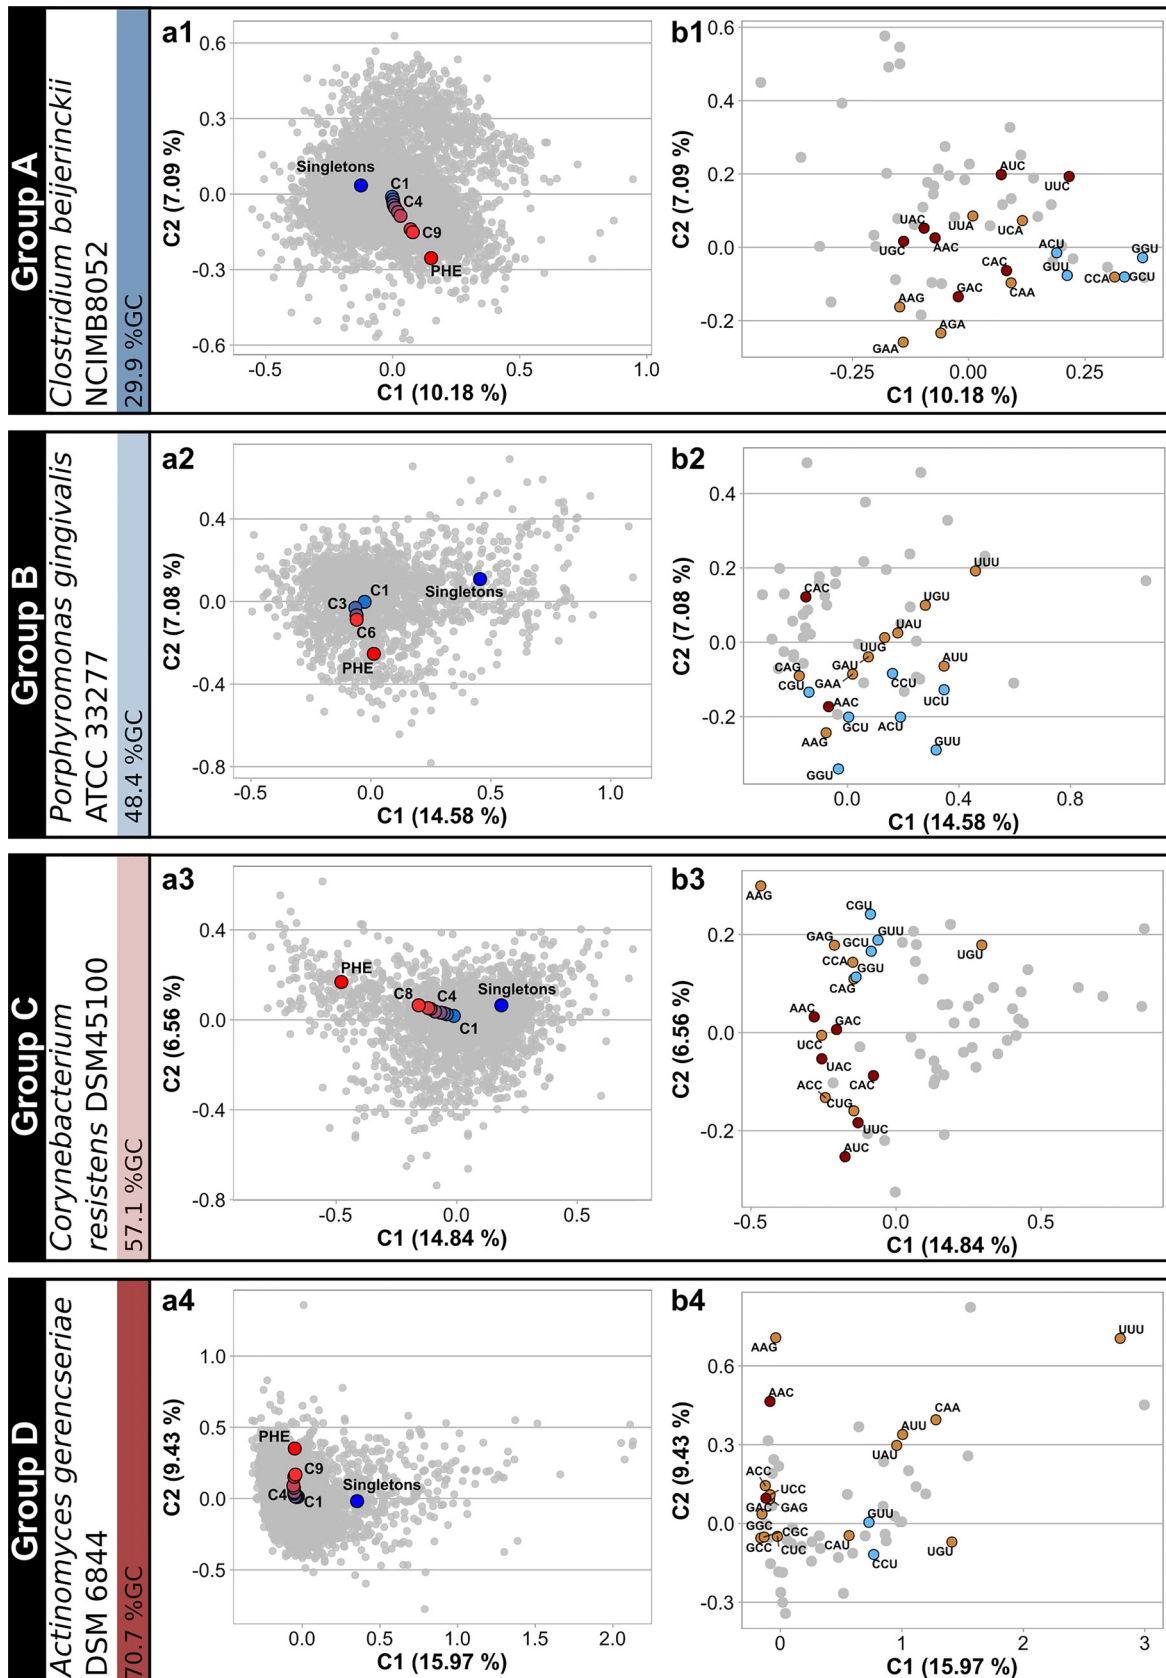 Group A
Clostridium beijerinckii
NCIMB8052
29.9 %GC
a1
0.6
0.3
0.0
-0.3
-0.6
C2 (7.09 %)
Singletons
C1
C4
C9
PHE
-0.5
0.0
0.5
1.0
C1 (10.18 %)
b1
0.6
0.4
0.2
0.0
-0.2
C2 (7.09 %)
AUC
UUC
UAC
UUA
UCA
UGC
AAC
ACU
GGU
CAC
GUU
CCA
GCU
GAC
CAA
AAG
AGA
GAA
-0.25
0.00
0.25
C1 (10.18 %)
Group B
Porphyromonas gingivalis
ATCC 33277
48.4 %GC
a2
0.4
0.0
-0.4
-0.8
C2 (7.08 %)
C3
C1
Singletons
C6
PHE
-0.5
0.0
0.5
1.0
C1 (14.58 %)
b2
0.4
0.2
0.0
-0.2
C2 (7.08 %)
UUU
CAC
UGU
UAU
UUG
CAG
GAU
AUU
CGU
GAA
CCU
AAC
UCU
GCU
ACU
AAG
GUU
GGU
0.0
0.4
0.8
C1 (14.58 %)
Group C
Corynebacterium
resistens DSM45100
57.1 %GC
a3
0.4
0.0
-0.4
-0.8
C2 (6.56 %)
PHE
C8
C4
Singletons
C1
-0.5
0.0
0.5
C1 (14.84 %)
b3
0.2
0.0
-0.2
C2 (6.56 %)
AAG
CGU
GAG
GCU
GUU
UGU
CCA
GGU
CAG
AAC
GAC
UCC
UAC
ACC
CAC
CUG
UUC
AUC
-0.5
0.0
0.5
C1 (14.84 %)
Group D
Actinomyces gerencseriae
DSM 6844
70.7 %GC
a4
1.0
0.5
0.0
-0.5
C2 (9.43 %)
PHE
C9
C4
C1
Singletons
0.0
0.5
1.0
1.5
2.0
C1 (15.97 %)
b4
0.6
0.3
0.0
-0.3
C2 (9.43 %)
AAG
UUU
AAC
CAA
AUU
UAU
ACC
UCC
GAC
GAG
GUU
GGC
CGC
GCC
CUC
CAU
CCU
UGU
0
1
2
3
C1 (15.97 %)